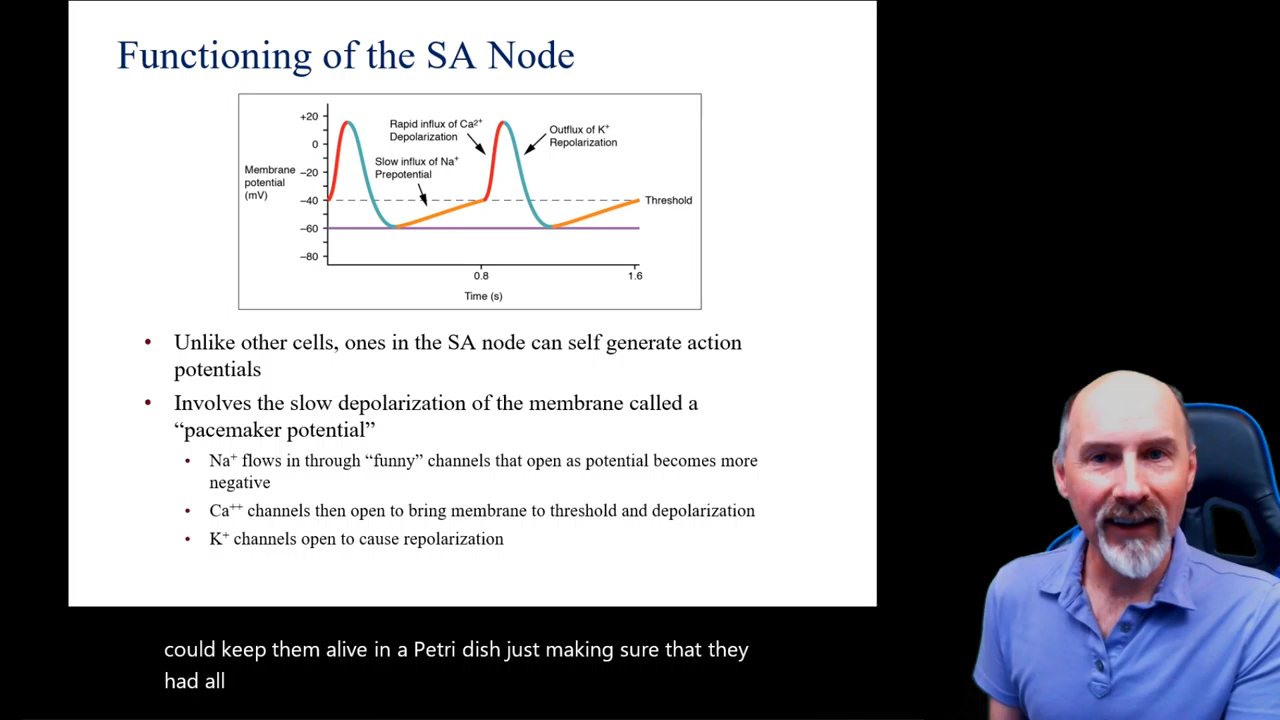 Functioning of the SA Node
+20
0
−20
−40
−60
−80
Membrane
potential
(mV)
Rapid influx of Ca²⁺
Depolarization
Slow influx of Na⁺
Prepotential
Outflux of K⁺
Repolarization
Threshold
0.8
1.6
Time (s)
• Unlike other cells, ones in the SA node can self generate action
potentials
• Involves the slow depolarization of the membrane called a
“pacemaker potential”
• Na⁺ flows in through “funny” channels that open as potential becomes more
negative
• Ca⁺⁺ channels then open to bring membrane to threshold and depolarization
• K⁺ channels open to cause repolarization
could keep them alive in a Petri dish just making sure that they
had all